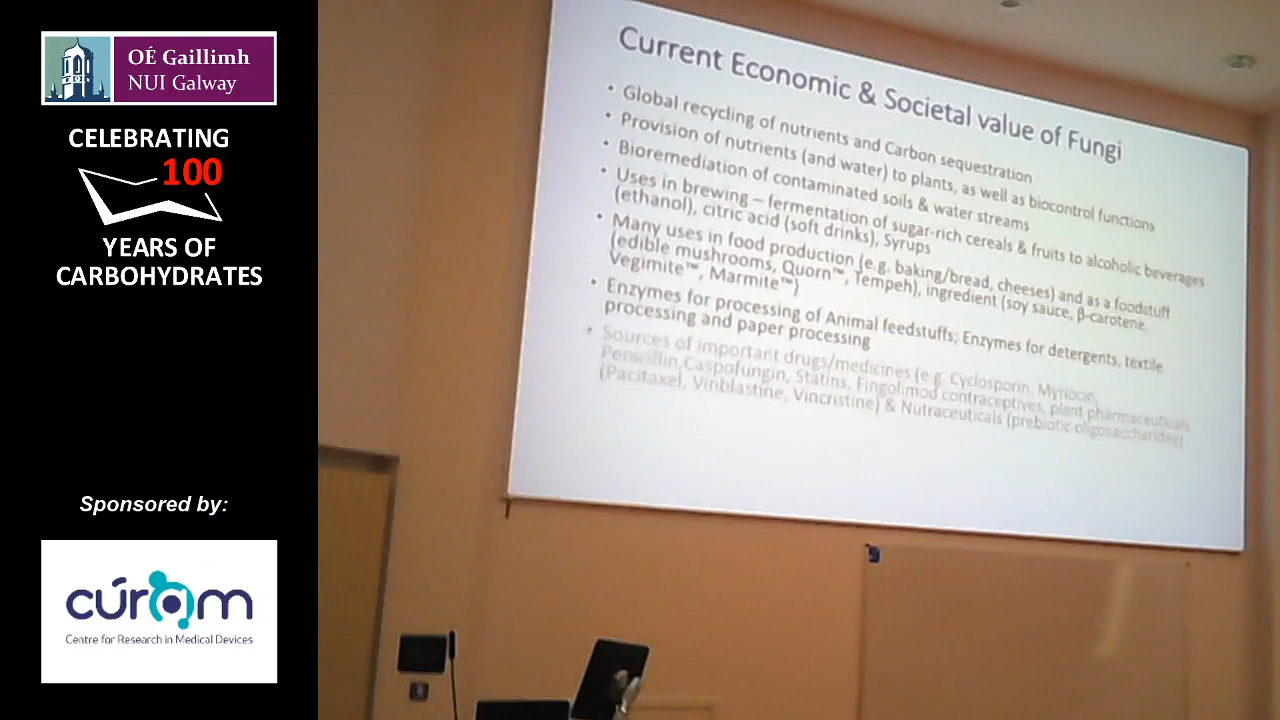 OÉ Gaillimh
NUI Galway
CELEBRATING
100
YEARS OF
CARBOHYDRATES
Sponsored by:
cúram
Centre for Research in Medical Devices
Current Economic & Societal value of Fungi
• Global recycling of nutrients and Carbon sequestration
• Provision of nutrients (and water) to plants, as well as biocontrol functions
• Bioremediation of contaminated soils & water streams
• Uses in brewing – fermentation of sugar-rich cereals & fruits to alcoholic beverages
(ethanol), citric acid (soft drinks), Syrups
• Many uses in food production (e.g. baking/bread, cheeses) and as a foodstuff
(edible mushrooms, Quorn™, Tempeh), ingredient (soy sauce, β-carotene,
Vegimite™, Marmite™)
• Enzymes for processing of Animal feedstuffs; Enzymes for detergents, textile
processing and paper processing
• Sources of important drugs/medicines (e.g. Cyclosporin, Myriocin,
Penicillin,Caspofungin, Statins, Fingolimod contraceptives, plant pharmaceuticals
(Pacitaxel, Vinblastine, Vincristine) & Nutraceuticals (prebiotic oligosaccharides)